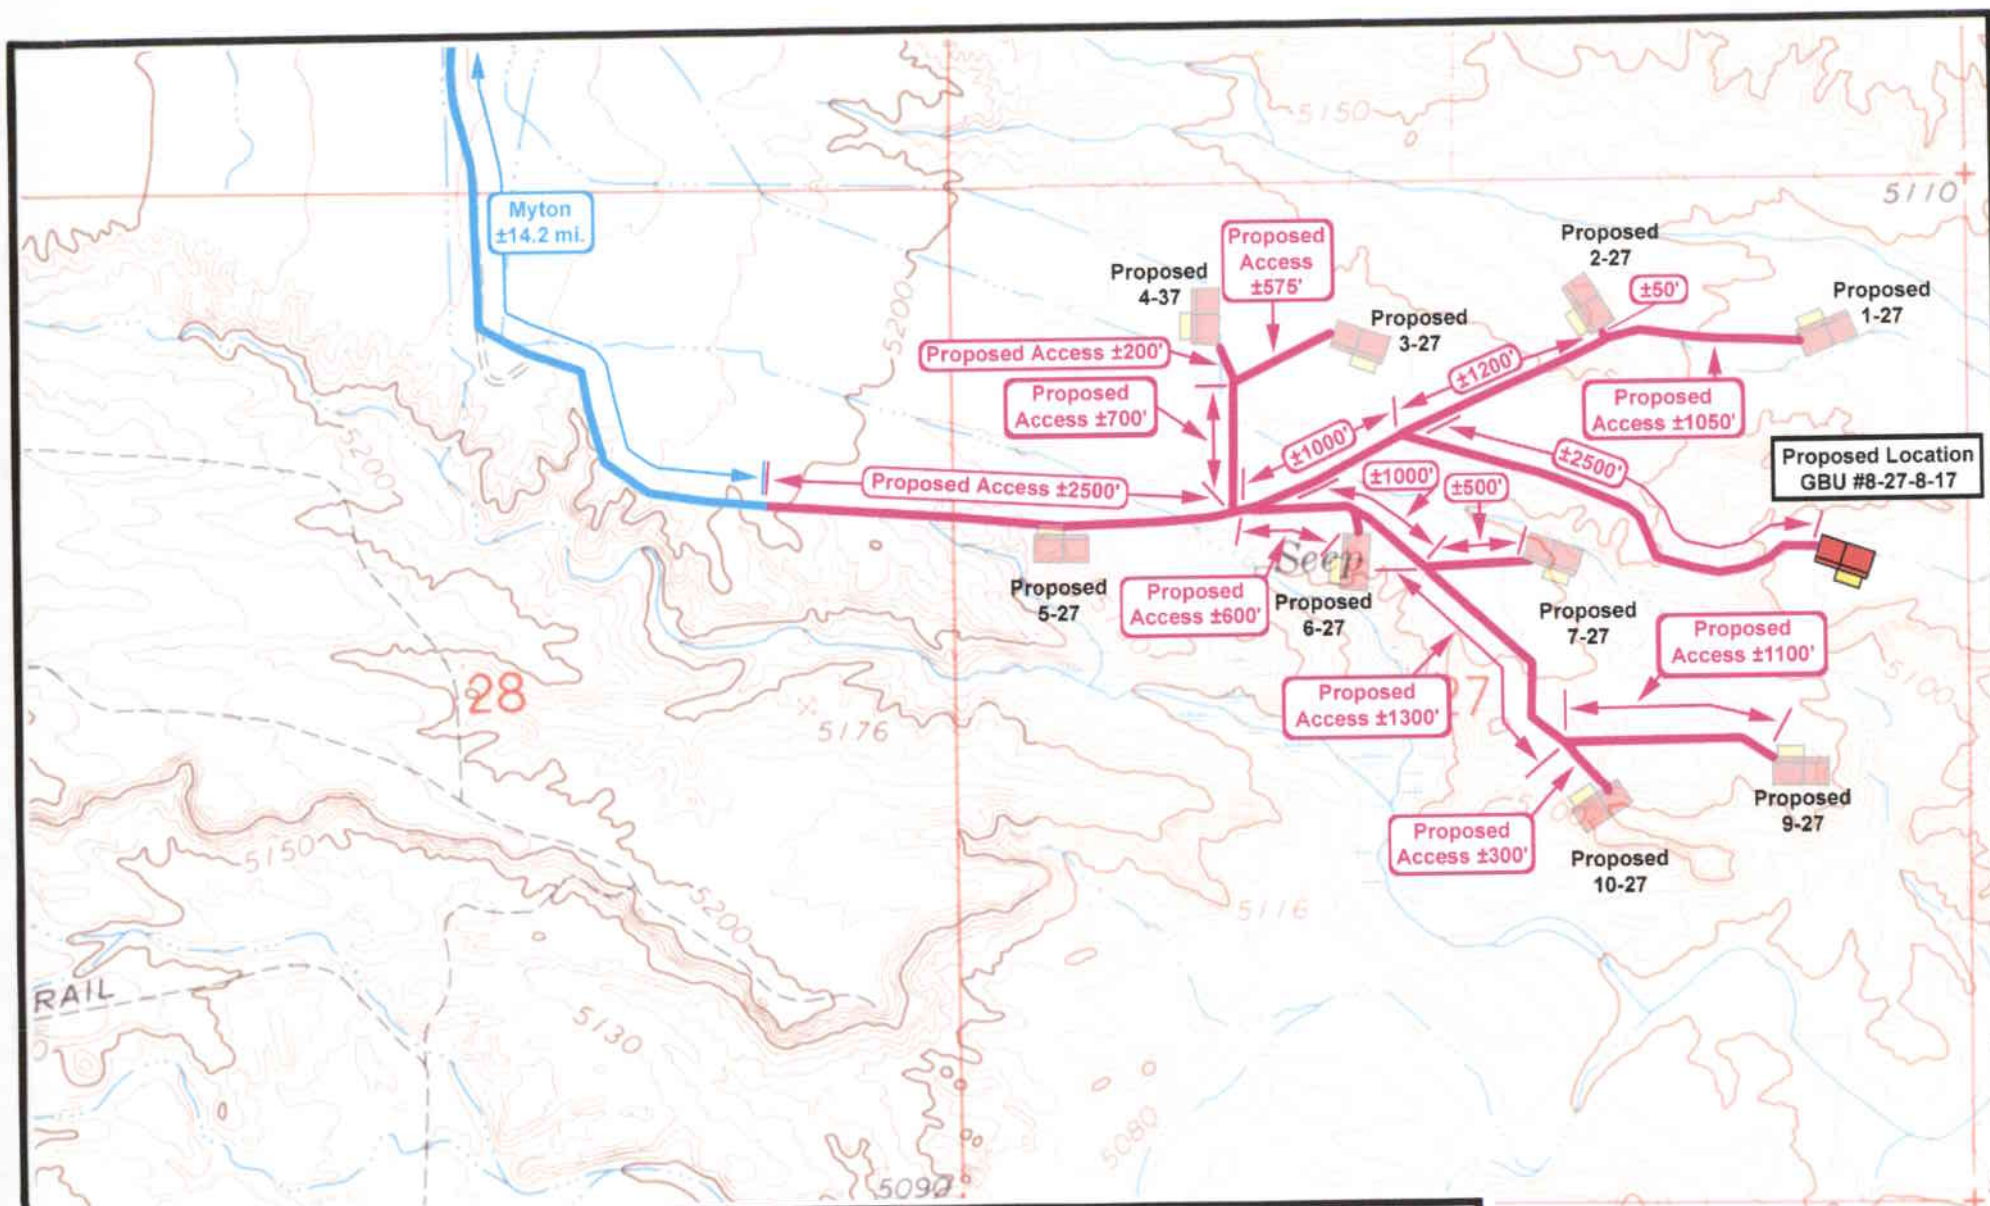 5150
5110
Myton
±14.2 mi.
Proposed
Access
±575'
Proposed
2-27
Proposed
4-37
±50'
Proposed
1-27
5200
Proposed
3-27
Proposed Access ±200'
±1200'
Proposed
Access ±700'
Proposed
Access ±1050'
±1000'
±2500'
5200
Proposed Location
GBU #8-27-8-17
Proposed Access ±2500'
±1000'
±500'
Seep
Proposed
5-27
Proposed
Access ±600'
Proposed
6-27
Proposed
7-27
Proposed
Access ±1100'
28
Proposed
Access ±1300'
27
5100
5176
Proposed
9-27
Proposed
Access ±300'
5150
Proposed
10-27
5200
5116
RAIL
5130
5080
5090